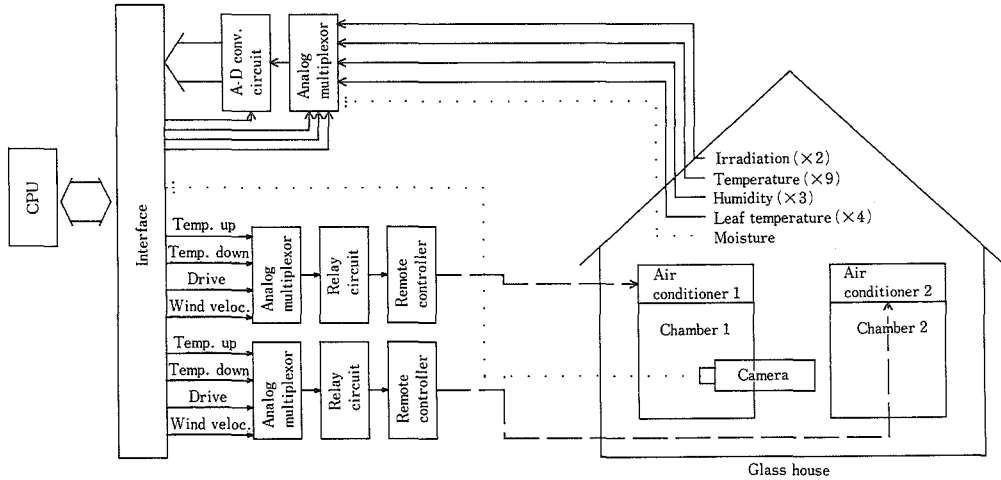 CPU
Interface
A-D conv.
circuit
Analog
multiplexor
Irradiation (×2)
Temperature (×9)
Humidity (×3)
Leaf temperature (×4)
Moisture
Temp. up
Temp. down
Drive
Wind veloc.
Analog
multiplexor
Relay
circuit
Remote
controller
Temp. up
Temp. down
Drive
Wind veloc.
Analog
multiplexor
Relay
circuit
Remote
controller
Air
conditioner 1
Chamber 1
Air
conditioner 2
Chamber 2
Camera
Glass house